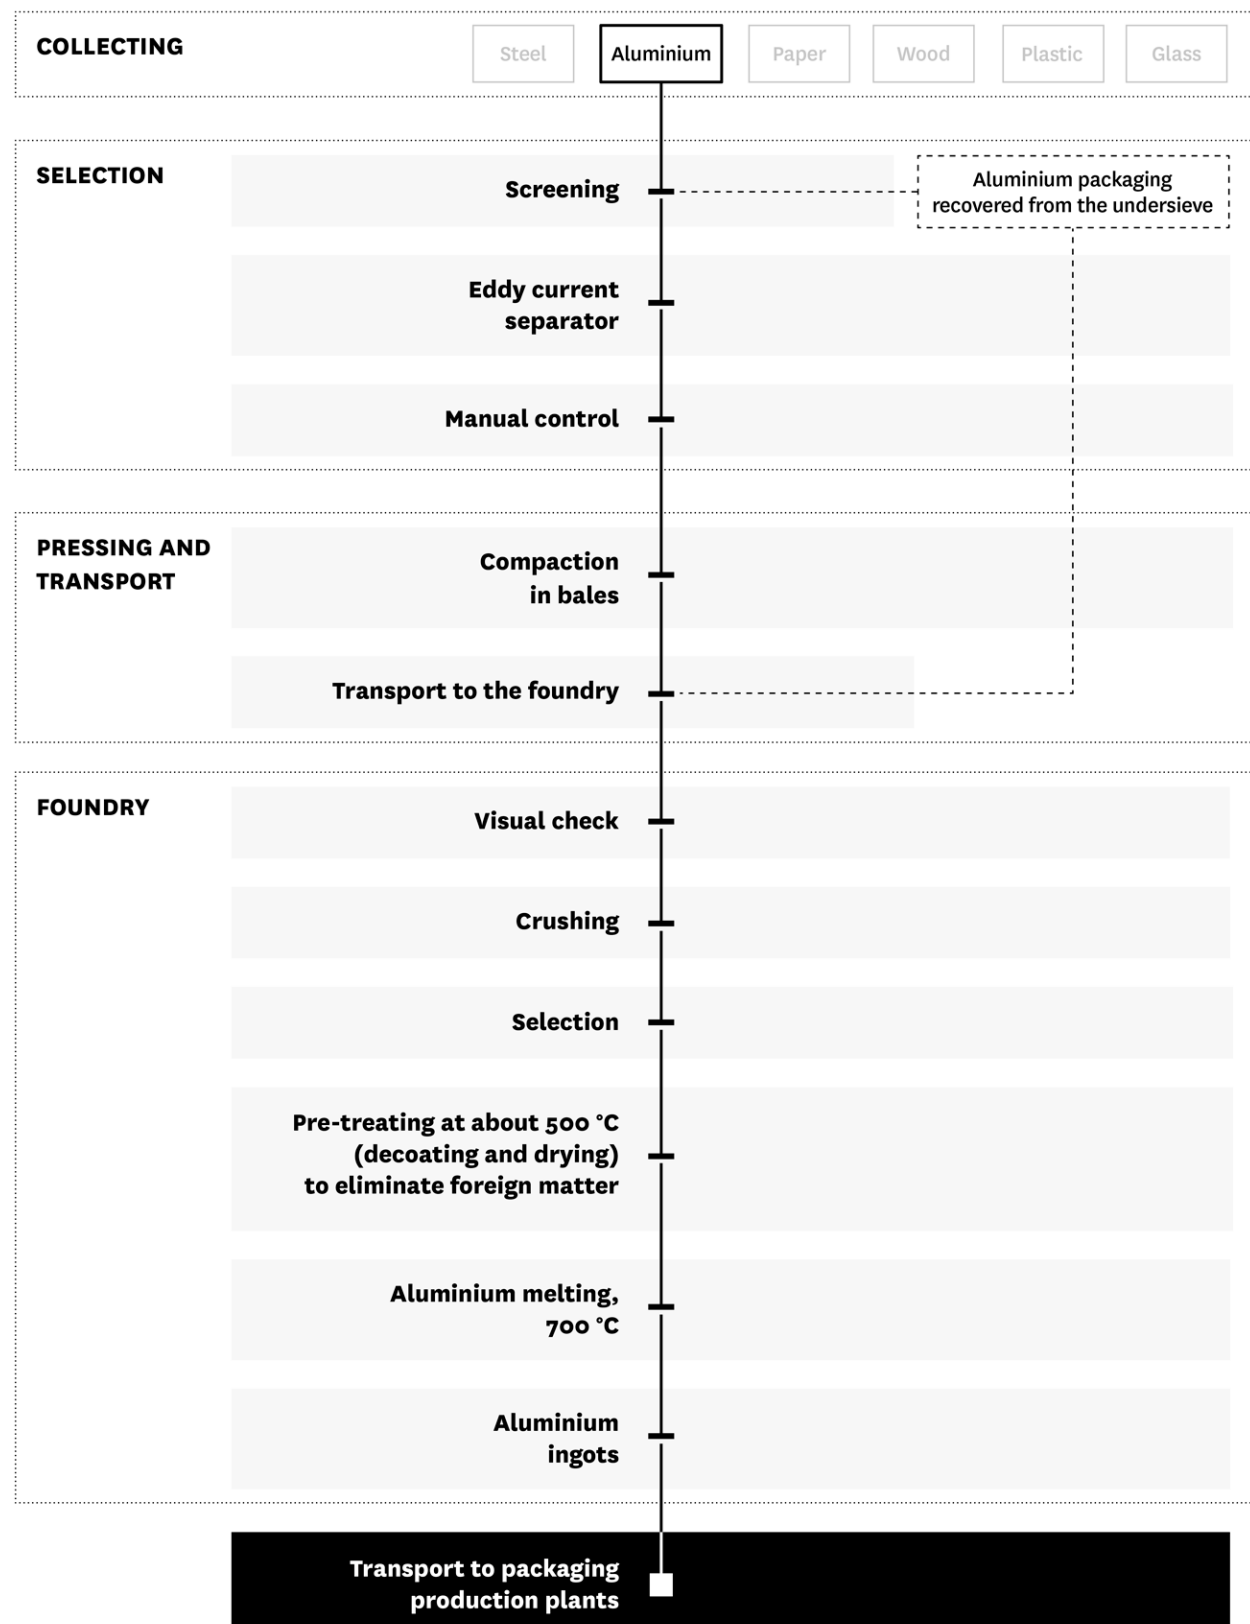 COLLECTING
Steel
Aluminium
Paper
Wood
Plastic
Glass
SELECTION
Screening
Aluminium packaging
recovered from the undersieve
Eddy current
separator
Manual control
PRESSING AND
TRANSPORT
Compaction
in bales
Transport to the foundry
FOUNDRY
Visual check
Crushing
Selection
Pre-treating at about 500 °C
(decoating and drying)
to eliminate foreign matter
Aluminium melting,
700 °C
Aluminium
ingots
Transport to packaging
production plants